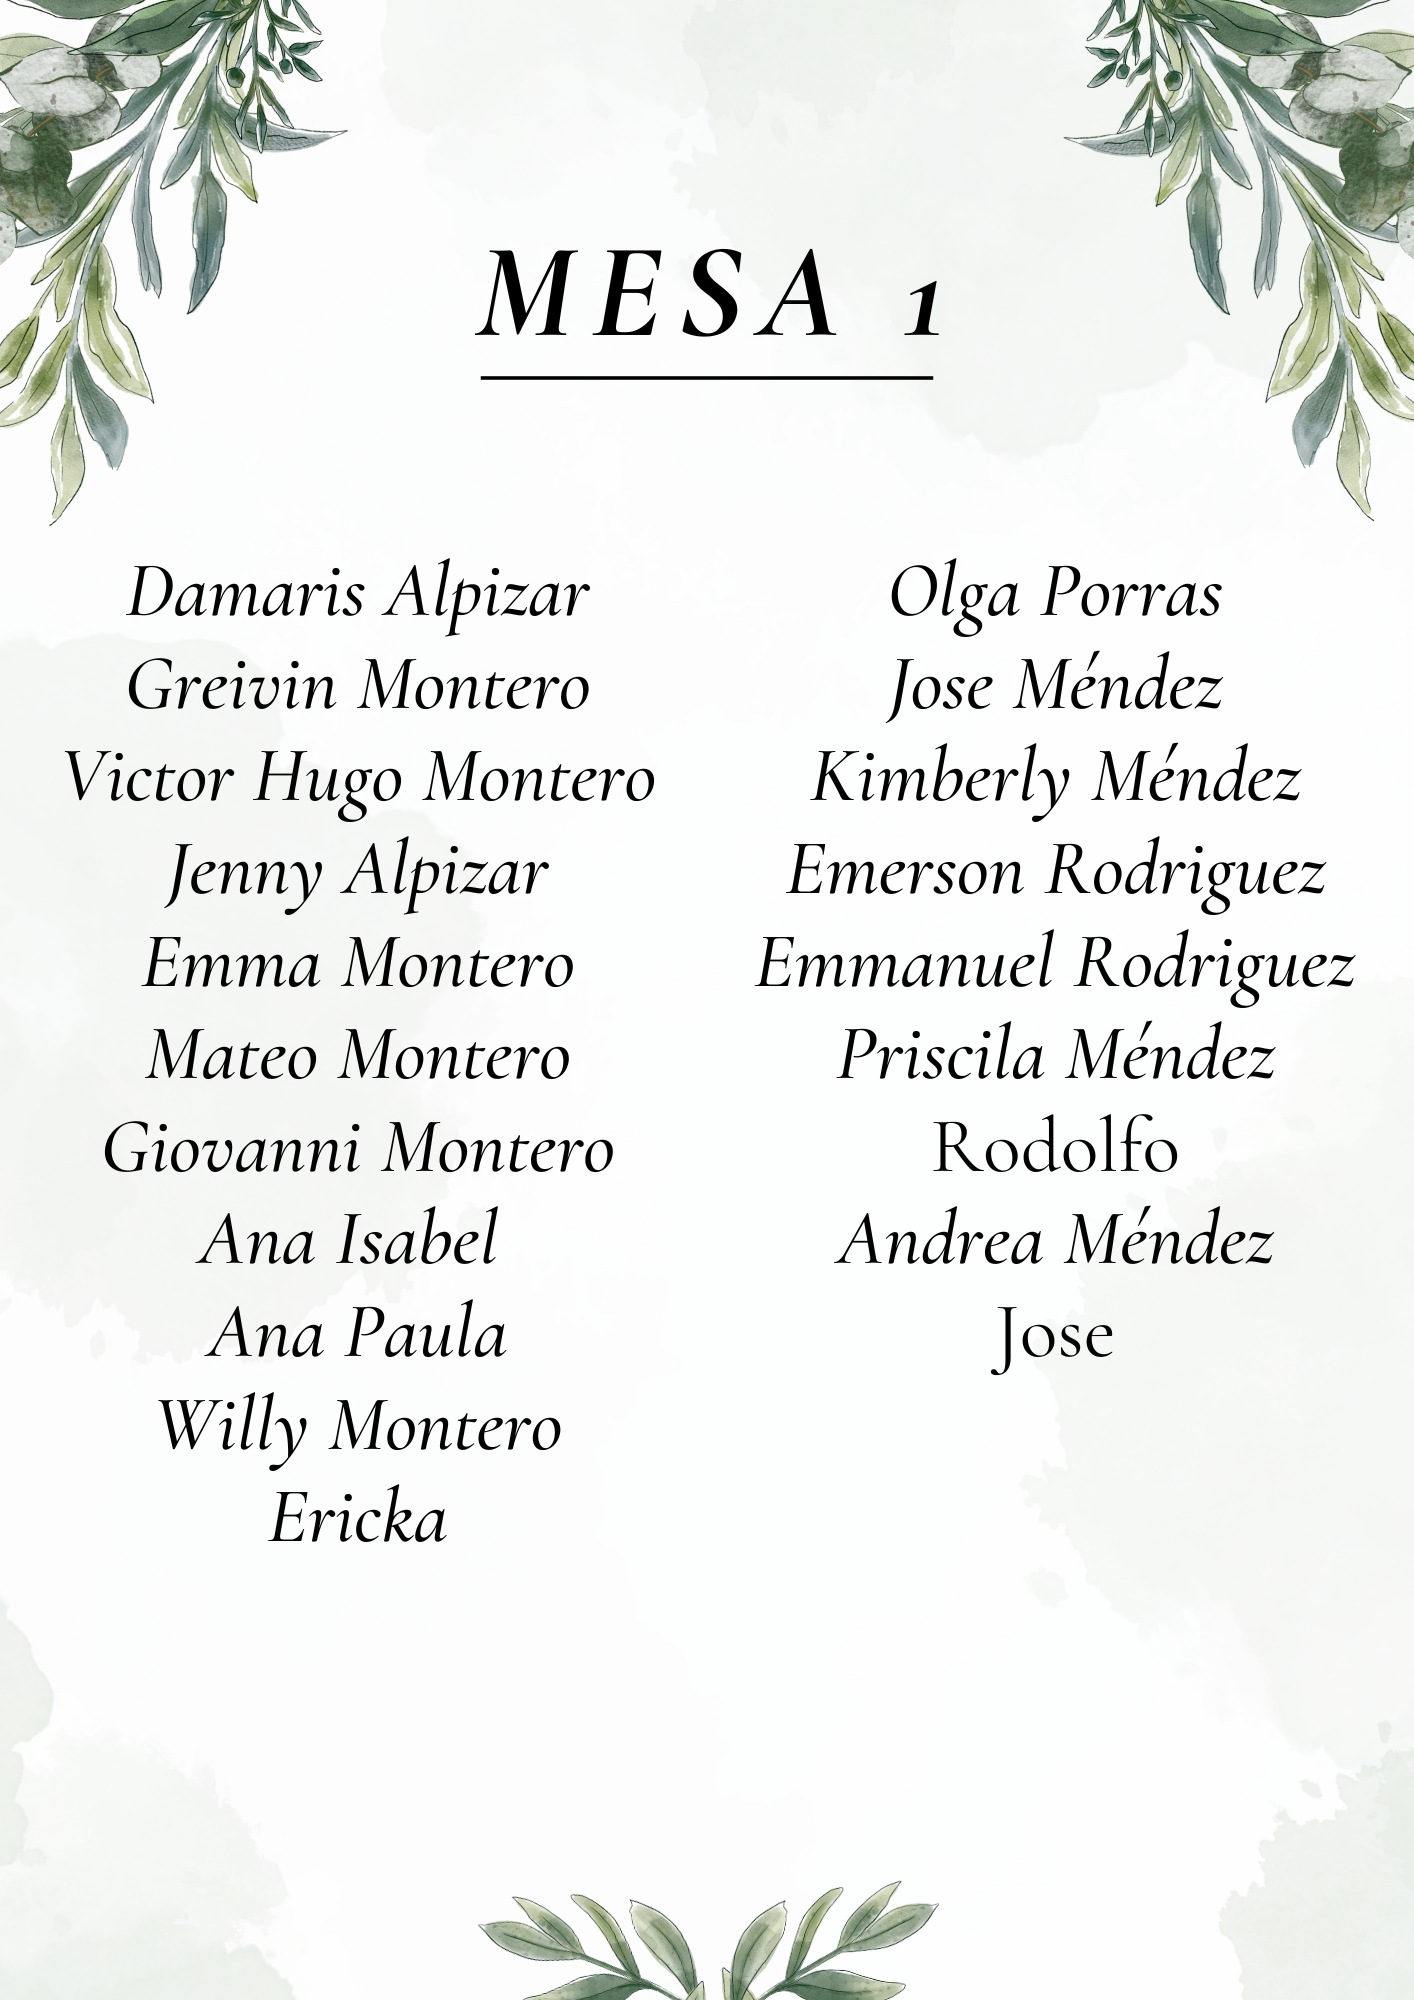 MESA 1
Damaris Alpizar
Greivin Montero
Victor Hugo Montero
Jenny Alpizar
Emma Montero
Mateo Montero
Giovanni Montero
Ana Isabel
Ana Paula
Willy Montero
Ericka
Olga Porras
Jose Méndez
Kimberly Méndez
Emerson Rodriguez
Emmanuel Rodriguez
Priscila Méndez
Rodolfo
Andrea Méndez
Jose